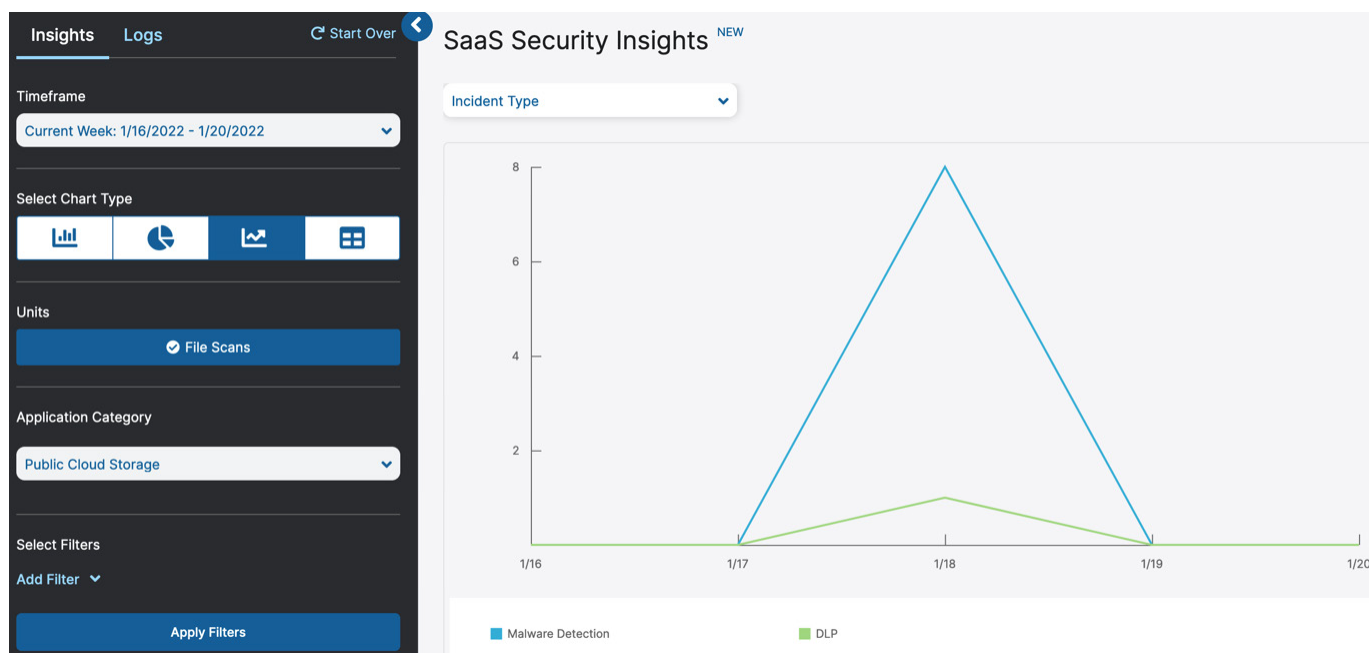 Insights
Logs
Start Over
Timeframe
Current Week: 1/16/2022 - 1/20/2022
Select Chart Type
Units
File Scans
Application Category
Public Cloud Storage
Select Filters
Add Filter
Apply Filters
SaaS Security Insights NEW
Incident Type
8
6
4
2
1/16 1/17 1/18 1/19 1/20
Malware Detection DLP